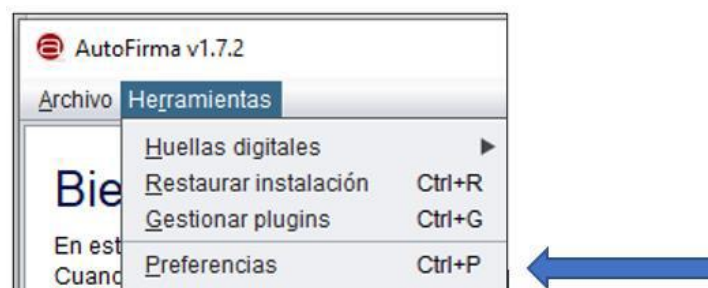 AutoFirma v1.7.2
Archivo Herramientas
Huellas digitales
Restaurar instalación Ctrl+R
Gestionar plugins Ctrl+G
Preferencias Ctrl+P
Bie
En est
Cuand